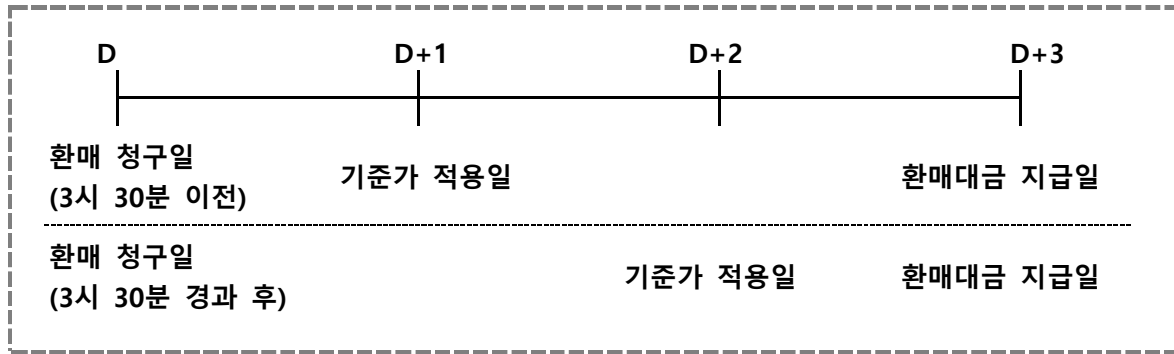 D D+1 D+2 D+3
환매 청구일
(3시 30분 이전)
기준가 적용일
환매대금 지급일
환매 청구일
(3시 30분 경과 후)
기준가 적용일
환매대금 지급일